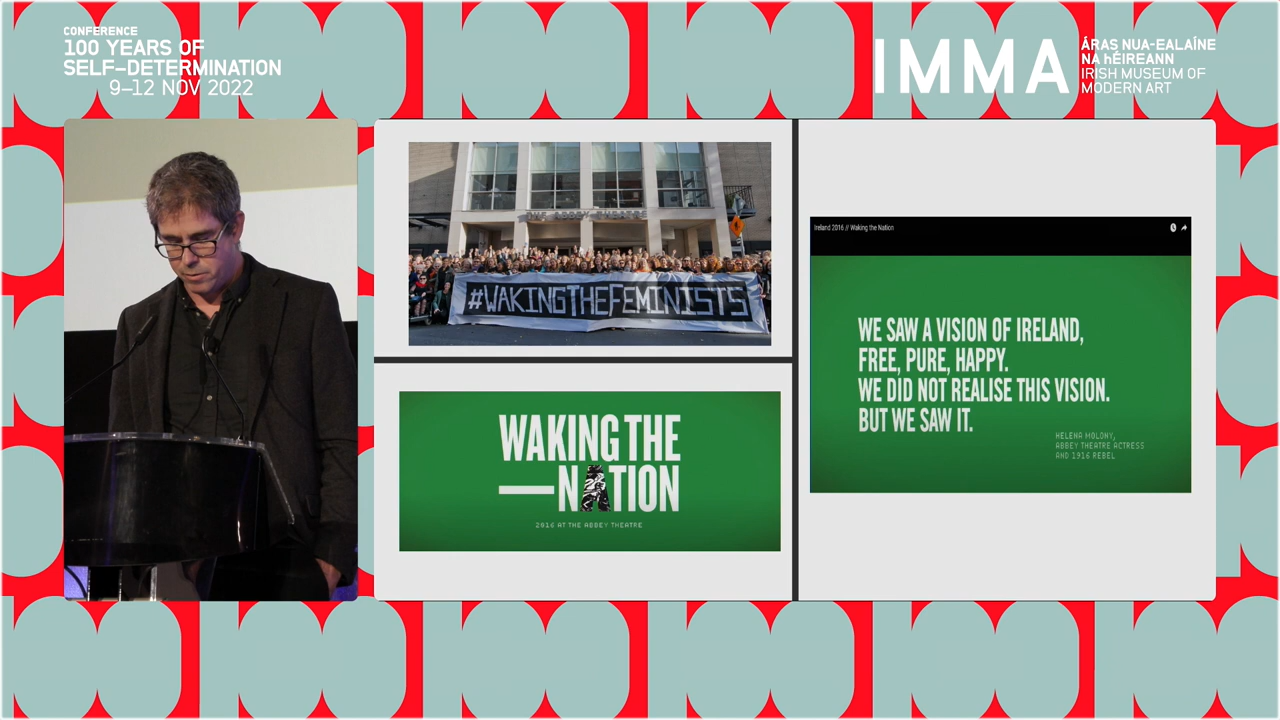 CONFERENCE
100 YEARS OF
SELF–DETERMINATION
9–12 NOV 2022
IMMA
ÁRAS NUA-EALAÍNE
NA hÉIREANN
IRISH MUSEUM OF
MODERN ART
THE ABBEY THEATRE
#WAKINGTHEFEMINISTS
WAKING THE
—NATION
2016 AT THE ABBEY THEATRE
Ireland 2016 // Waking the Nation
WE SAW A VISION OF IRELAND,
FREE, PURE, HAPPY.
WE DID NOT REALISE THIS VISION.
BUT WE SAW IT.
HELENA MOLONY,
ABBEY THEATRE ACTRESS
AND 1916 REBEL